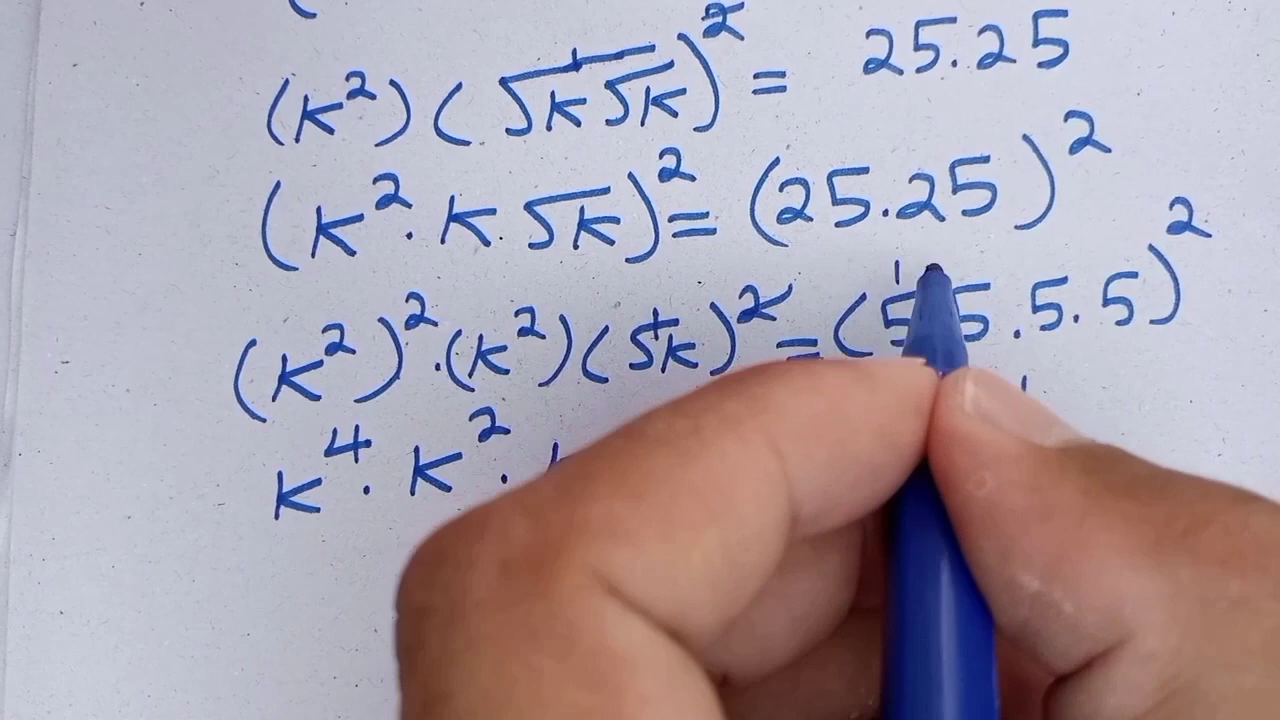 (
(K²)(√K√K)² = 25.25
(K².K.√K)² = (25.25)²
(K²)².(K²)(√K)² = (5 5.5.5)²
K⁴.K².